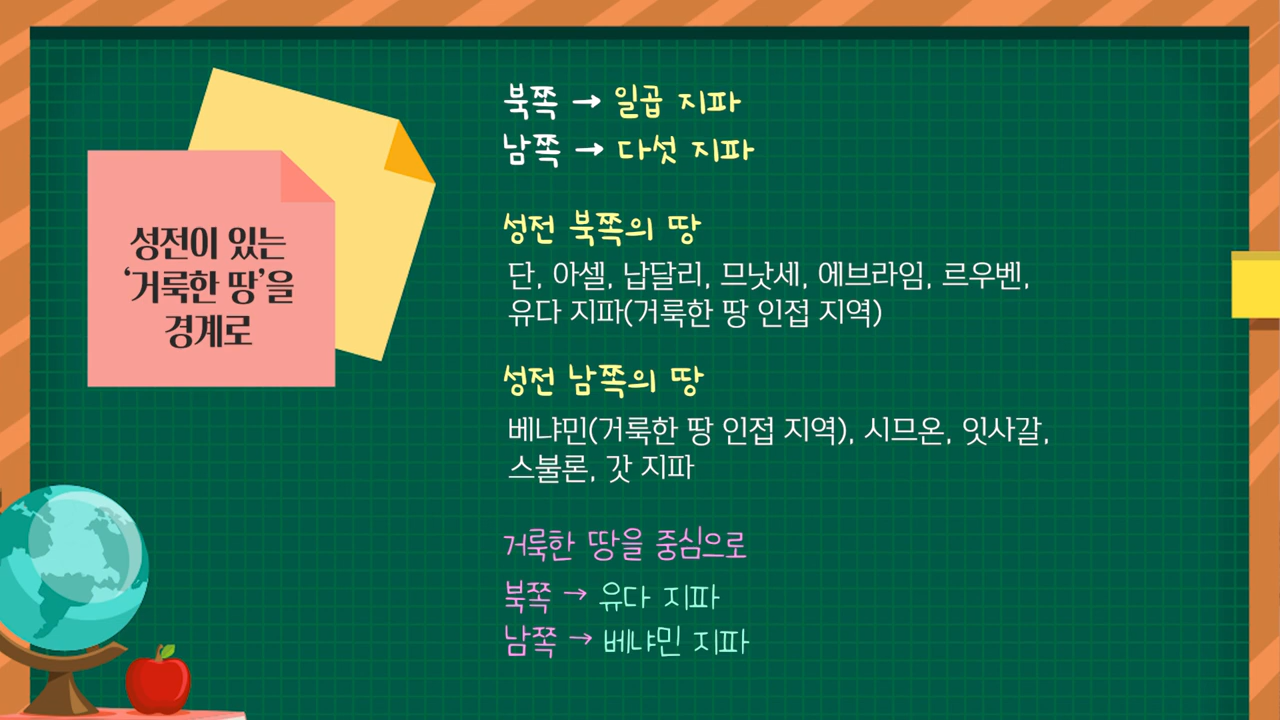 성전이 있는
‘거룩한 땅’을
경계로
북쪽 → 일곱 지파
남쪽 → 다섯 지파
성전 북쪽의 땅
단, 아셀, 납달리, 므낫세, 에브라임, 르우벤,
유다 지파(거룩한 땅 인접 지역)
성전 남쪽의 땅
베냐민(거룩한 땅 인접 지역), 시므온, 잇사갈,
스불론, 갓 지파
거룩한 땅을 중심으로
북쪽 → 유다 지파
남쪽 → 베냐민 지파